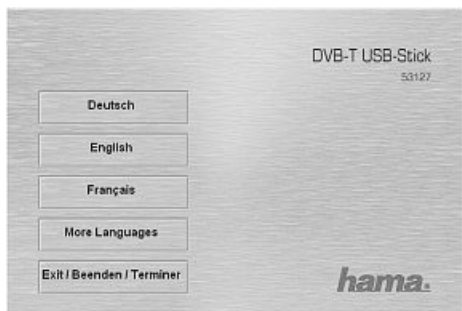 DVB-T USB-Stick
53127
Deutsch
English
Français
More Languages
Exit / Beenden / Terminer
hama.